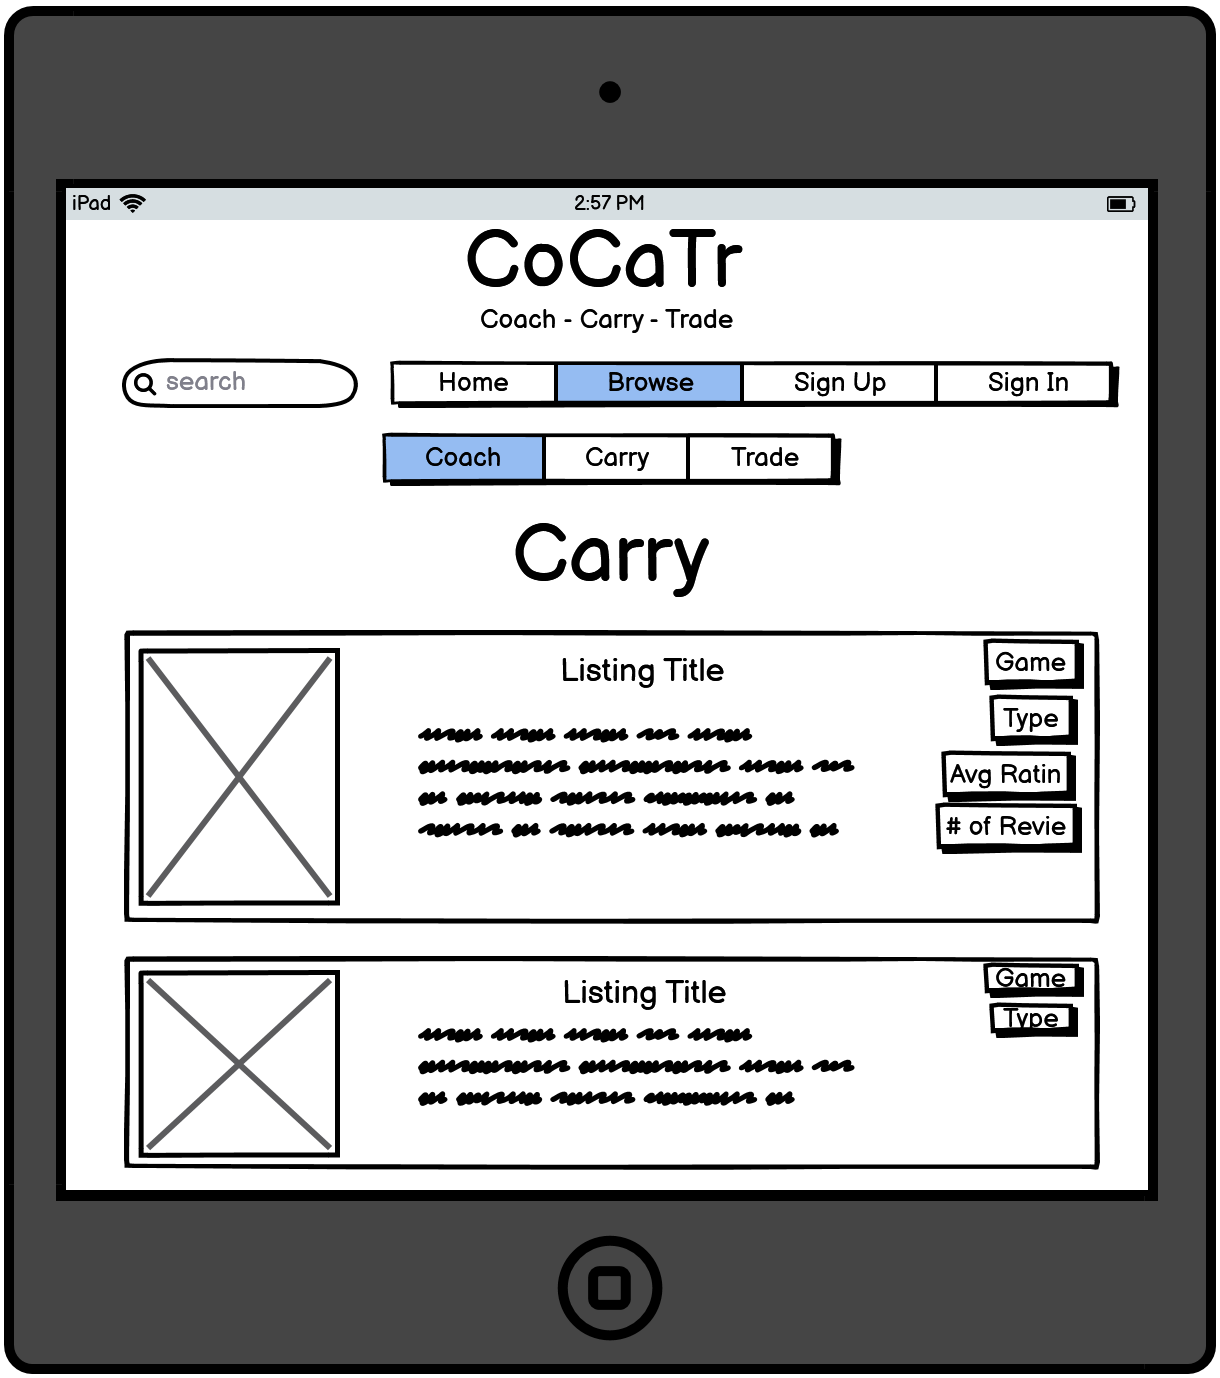 iPad 2:57 PM
CoCaTr
Coach - Carry - Trade
search Home Browse Sign Up Sign In
Coach Carry Trade
Carry
Listing Title
Game
Type
Avg Ratin
# of Revie
Listing Title
Game
Type